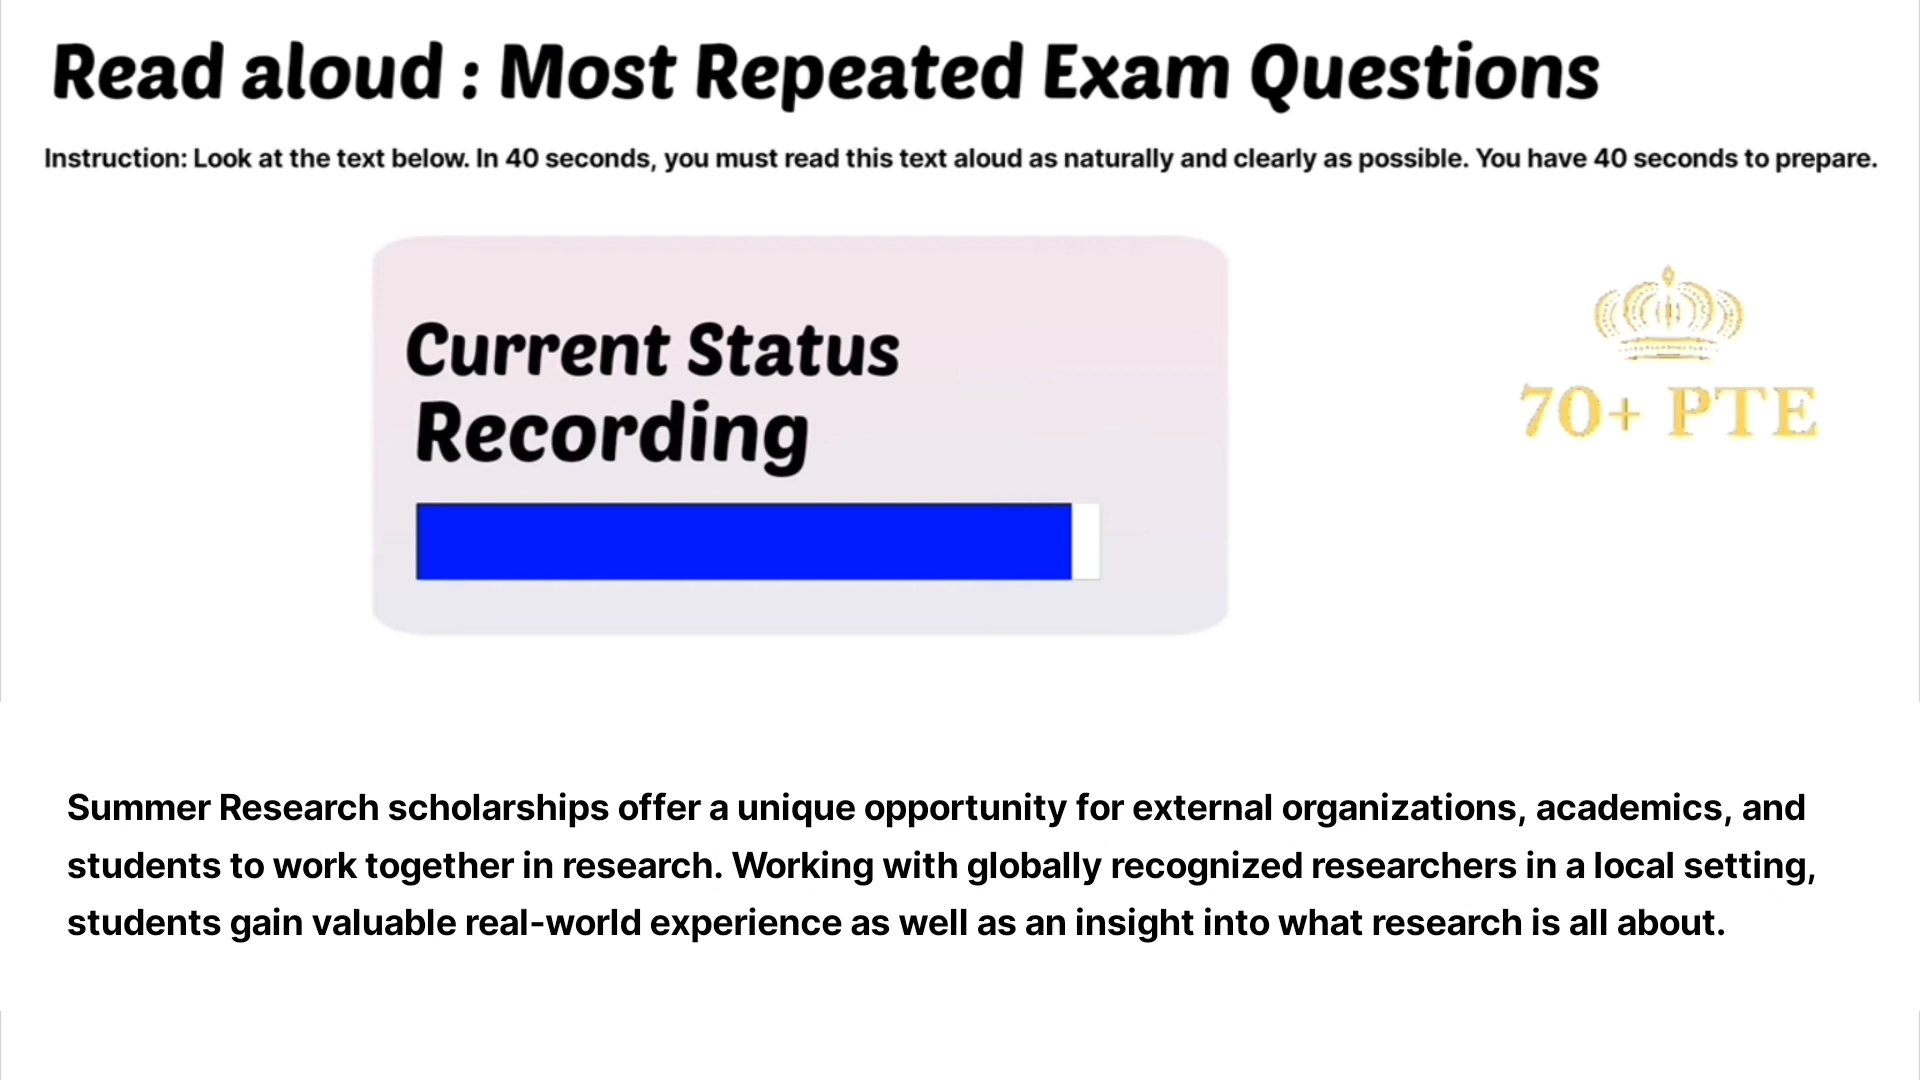 Read aloud : Most Repeated Exam Questions
Instruction: Look at the text below. In 40 seconds, you must read this text aloud as naturally and clearly as possible. You have 40 seconds to prepare.
Current Status
Recording
70+ PTE
Summer Research scholarships offer a unique opportunity for external organizations, academics, and
students to work together in research. Working with globally recognized researchers in a local setting,
students gain valuable real-world experience as well as an insight into what research is all about.